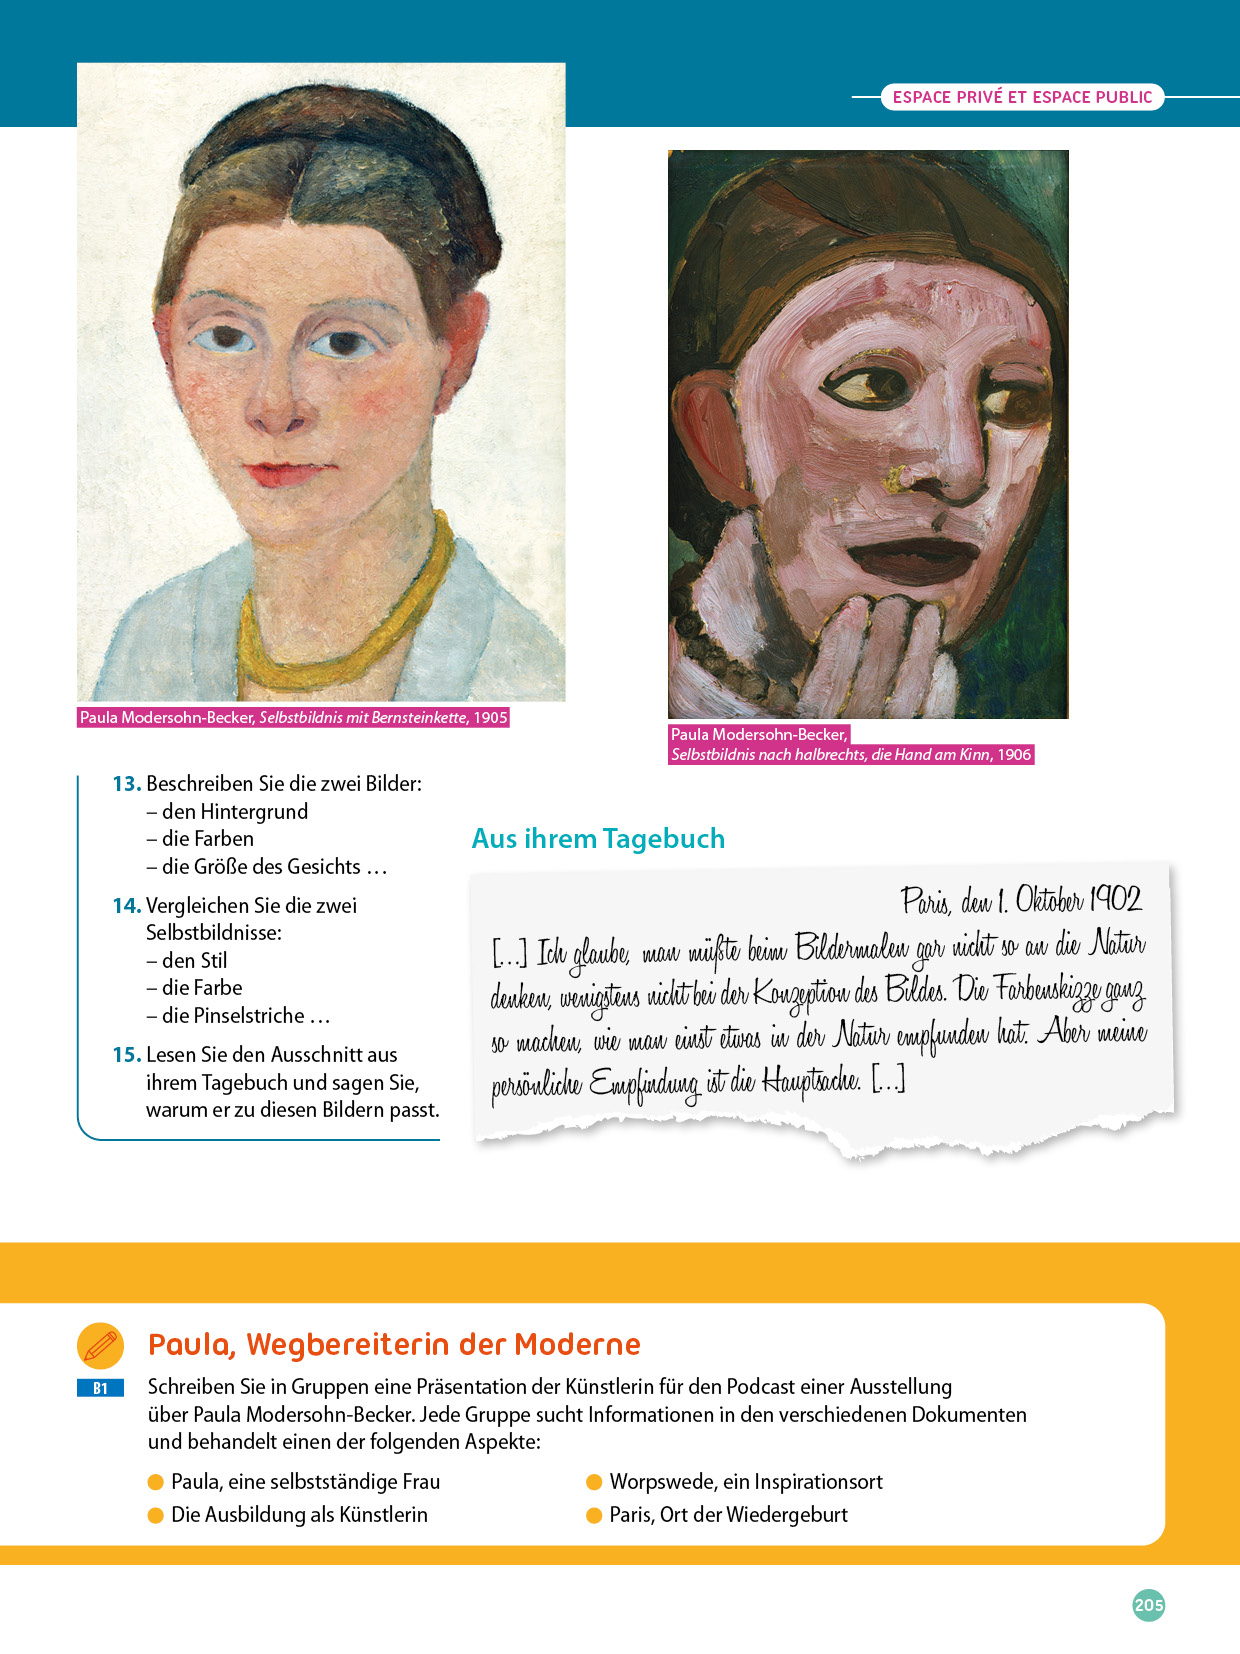 ESPACE PRIVÉ ET ESPACE PUBLIC
Paula Modersohn-Becker, Selbstbildnis mit Bernsteinkette, 1905
Paula Modersohn-Becker,
Selbstbildnis nach halbrechts, die Hand am Kinn, 1906
13. Beschreiben Sie die zwei Bilder:
– den Hintergrund
– die Farben
– die Größe des Gesichts …
14. Vergleichen Sie die zwei
Selbstbildnisse:
– den Stil
– die Farbe
– die Pinselstriche …
15. Lesen Sie den Ausschnitt aus
ihrem Tagebuch und sagen Sie,
warum er zu diesen Bildern passt.
Aus ihrem Tagebuch
Paris, den 1. Oktober 1902
[…] Ich glaube, man müßte beim Bildermalen gar nicht so an die Natur
denken, wenigstens nicht bei der Konzeption des Bildes. Die Farbenskizze ganz
so machen, wie man einst etwas in der Natur empfunden hat. Aber meine
persönliche Empfindung ist die Hauptsache. […]
Paula, Wegbereiterin der Moderne
B1
Schreiben Sie in Gruppen eine Präsentation der Künstlerin für den Podcast einer Ausstellung
über Paula Modersohn-Becker. Jede Gruppe sucht Informationen in den verschiedenen Dokumenten
und behandelt einen der folgenden Aspekte:
Paula, eine selbstständige Frau
Die Ausbildung als Künstlerin
Worpswede, ein Inspirationsort
Paris, Ort der Wiedergeburt
205